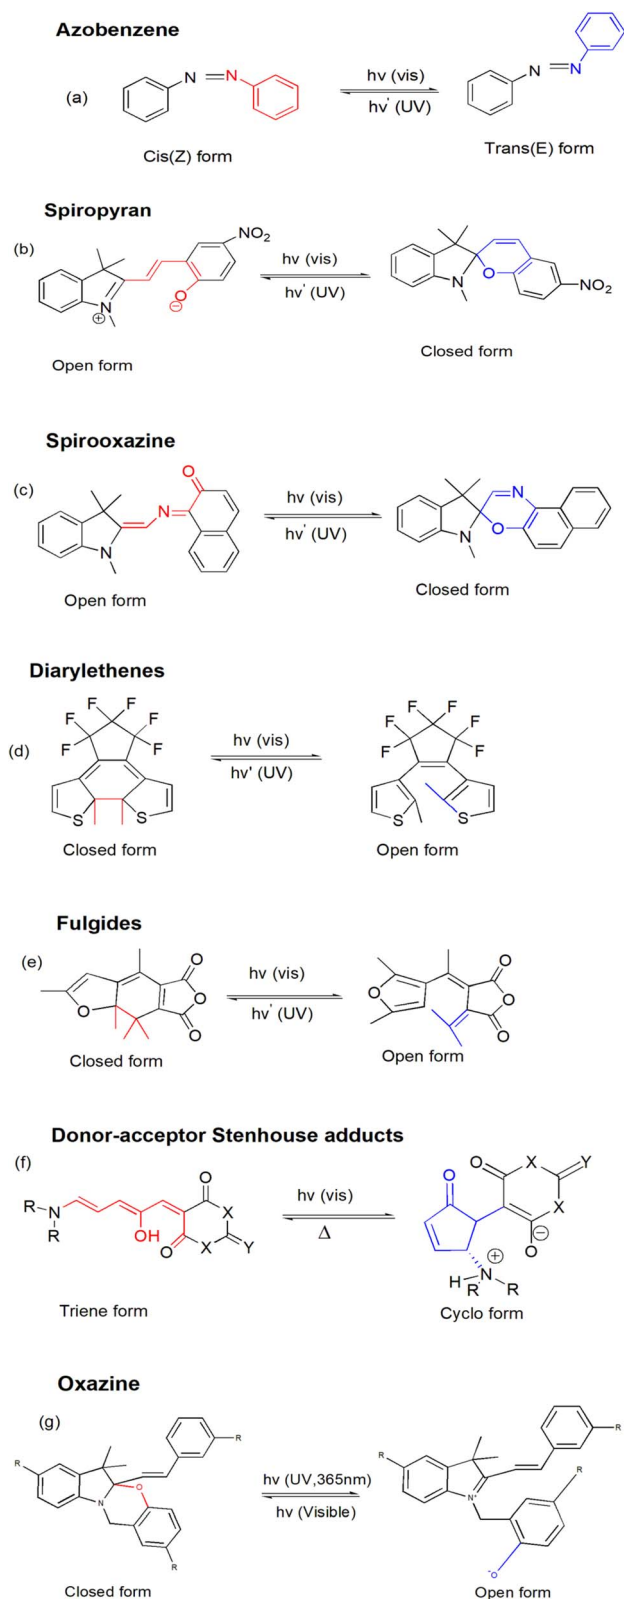 Azobenzene
(a)
N
N
hv (vis)
hv' (UV)
N
N
Cis(Z) form
Trans(E) form
Spiropyran
(b)
NO2
N
⊕
O
⊖
hv (vis)
hv' (UV)
N
O
NO2
Open form
Closed form
Spirooxazine
(c)
O
N
N
hv (vis)
hv' (UV)
N
N
O
Open form
Closed form
Diarylethenes
(d)
F F F F F F
S S
hv (vis)
hv' (UV)
F F F F F F
S S
Closed form
Open form
Fulgides
(e)
O
O
O
O
hv (vis)
hv' (UV)
O
O
O
O
Closed form
Open form
Donor-acceptor Stenhouse adducts
(f)
R
N
R
OH
O
X
O
X
Y
hv (vis)
Δ
O
O
X
Y
X
O
⊖
⊕
H
N
R
R
Triene form
Cyclo form
Oxazine
(g)
R
R
O
N
R
hv (UV,365nm)
hv (Visible)
R
R
N+
R
-O
Closed form
Open form